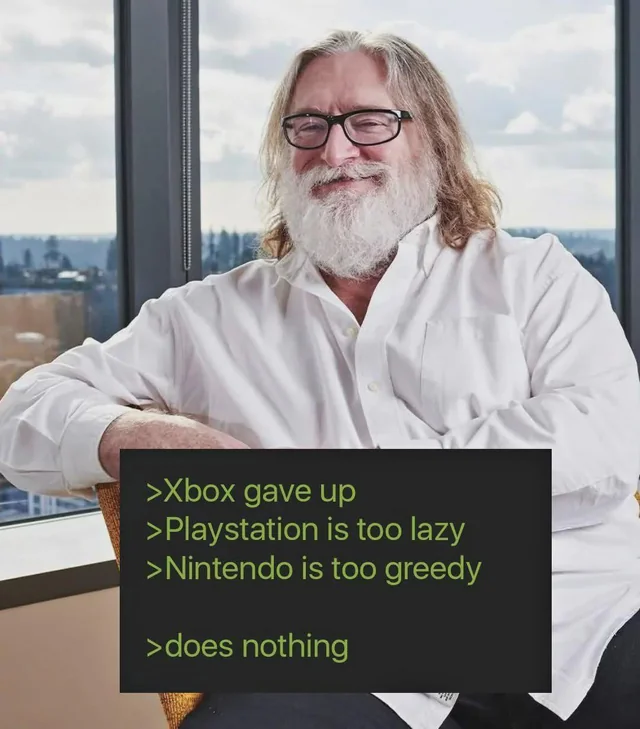 >Xbox gave up
>Playstation is too lazy
>Nintendo is too greedy
>does nothing